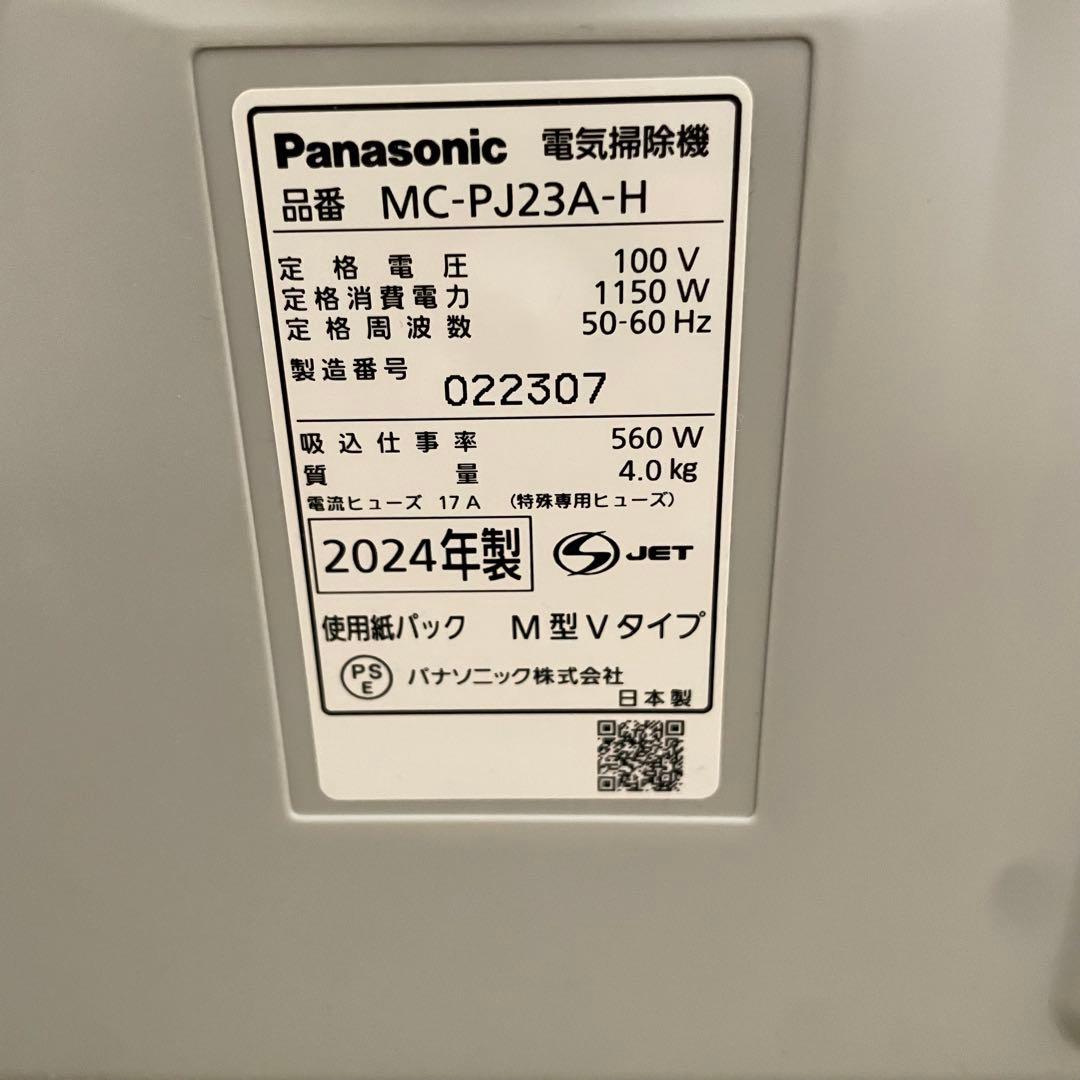 Panasonic 電気掃除機
品番 MC-PJ23A-H
定格電圧 100 V
定格消費電力 1150 W
定格周波数 50-60 Hz
製造番号 022307
吸込仕事率 560 W
質量 4.0 kg
電流ヒューズ 17 A (特殊専用ヒューズ)
2024年製 S JET
使用紙パック M型Vタイプ
PSE パナソニック株式会社
日本製